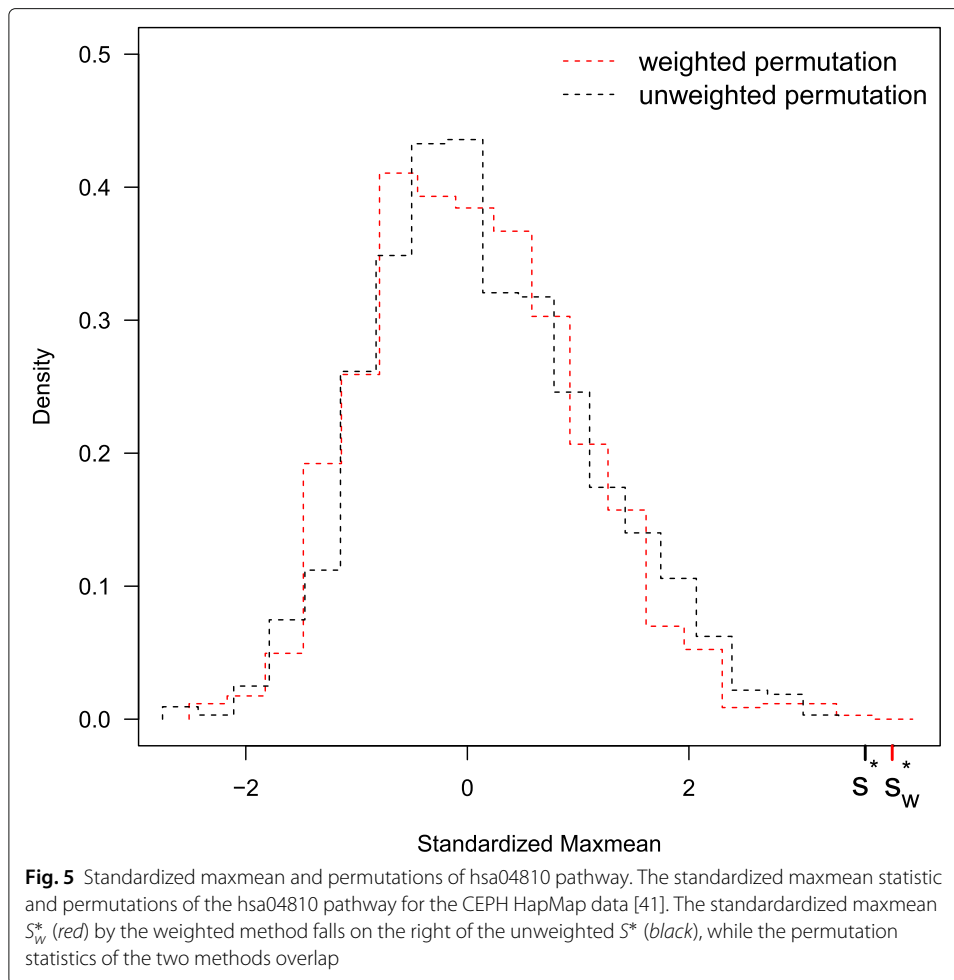 0.5
weighted permutation
unweighted permutation
0.4
0.3
Density
0.2
0.1
0.0
−2
0
2
S*
S*w
Standardized Maxmean
Fig. 5 Standardized maxmean and permutations of hsa04810 pathway. The standardized maxmean statistic
and permutations of the hsa04810 pathway for the CEPH HapMap data [41]. The standardardized maxmean
S*w (red) by the weighted method falls on the right of the unweighted S* (black), while the permutation
statistics of the two methods overlap